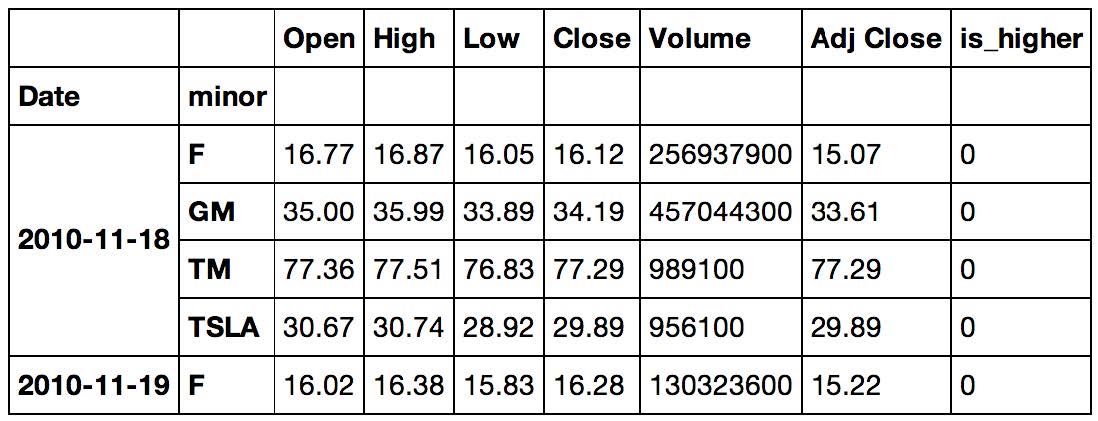 Open High Low Close Volume Adj Close is_higher
Date minor
2010-11-18 F 16.77 16.87 16.05 16.12 256937900 15.07 0
GM 35.00 35.99 33.89 34.19 457044300 33.61 0
TM 77.36 77.51 76.83 77.29 989100 77.29 0
TSLA 30.67 30.74 28.92 29.89 956100 29.89 0
2010-11-19 F 16.02 16.38 15.83 16.28 130323600 15.22 0